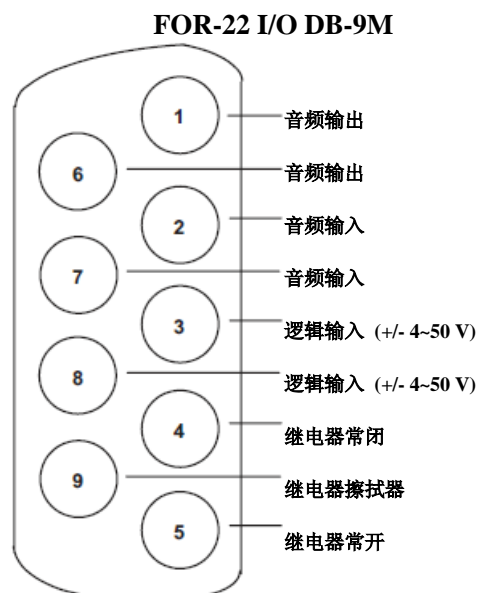 FOR-22 I/O DB-9M
1
音频输出
6
音频输出
2
音频输入
7
音频输入
3
逻辑输入 (+/- 4~50 V)
8
逻辑输入 (+/- 4~50 V)
4
继电器常闭
9
继电器擦拭器
5
继电器常开